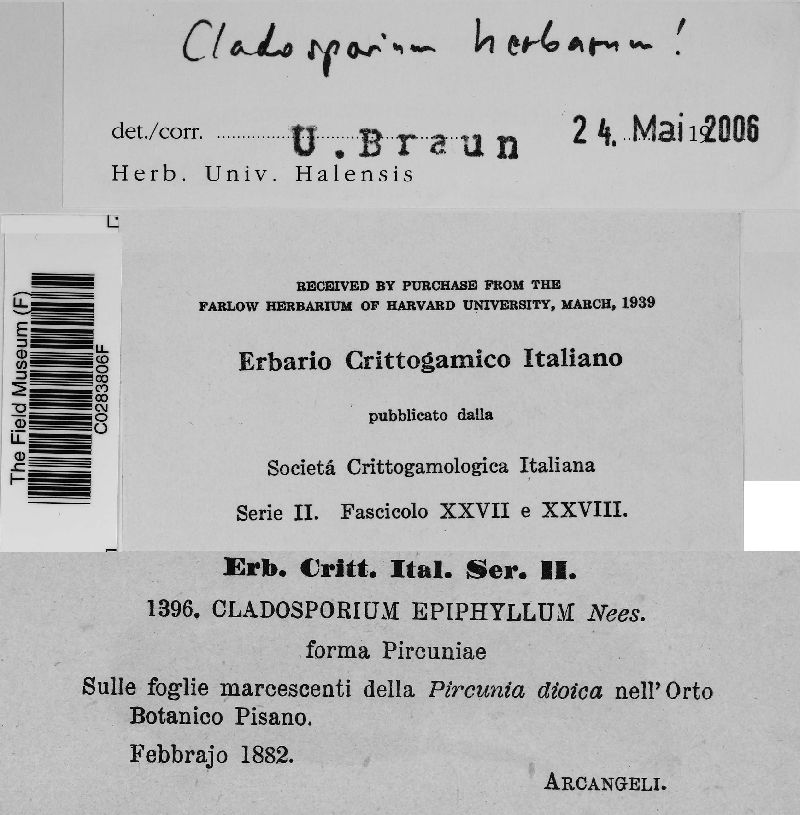 Cladosporium herbarum!
det./corr. U. Braun 24. Mai 192006
Herb. Univ. Halensis
The Field Museum (F)
C0283806F
RECEIVED BY PURCHASE FROM THE
FARLOW HERBARIUM OF HARVARD UNIVERSITY, MARCH, 1939
Erbario Crittogamico Italiano
pubblicato dalla
Societá Crittogamologica Italiana
Serie II. Fascicolo XXVII e XXVIII.
Erb. Critt. Ital. Ser. II.
1396. CLADOSPORIUM EPIPHYLLUM Nees.
forma Pircuniae
Sulle foglie marcescenti della Pircunia dioica nell' Orto
Botanico Pisano.
Febbrajo 1882.
ARCANGELI.